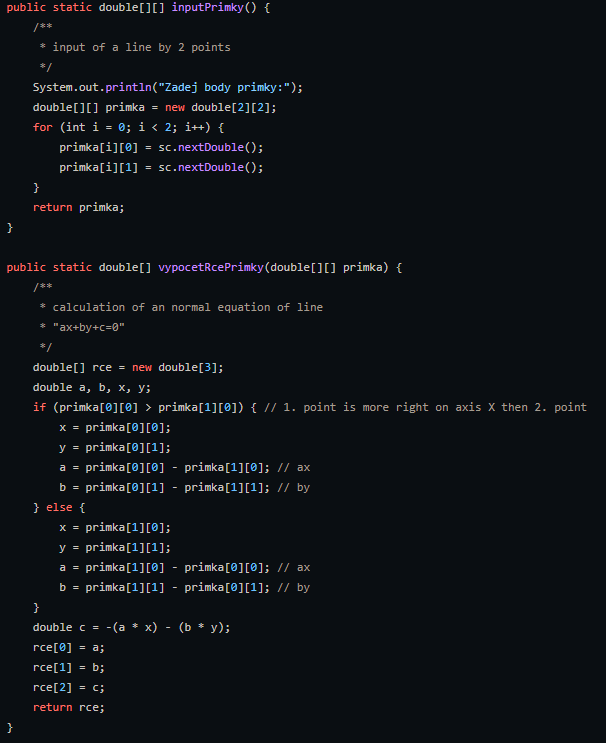 public static double[][] inputPrimky() {
    /**
     * input of a line by 2 points
     */
    System.out.println("Zadej body primky:");
    double[][] primka = new double[2][2];
    for (int i = 0; i < 2; i++) {
        primka[i][0] = sc.nextDouble();
        primka[i][1] = sc.nextDouble();
    }
    return primka;
}

public static double[] vypocetRcePrimky(double[][] primka) {
    /**
     * calculation of an normal equation of line
     * "ax+by+c=0"
     */
    double[] rce = new double[3];
    double a, b, x, y;
    if (primka[0][0] > primka[1][0]) { // 1. point is more right on axis X then 2. point
        x = primka[0][0];
        y = primka[0][1];
        a = primka[0][0] - primka[1][0]; // ax
        b = primka[0][1] - primka[1][1]; // by
    } else {
        x = primka[1][0];
        y = primka[1][1];
        a = primka[1][0] - primka[0][0]; // ax
        b = primka[1][1] - primka[0][1]; // by
    }
    double c = -(a * x) - (b * y);
    rce[0] = a;
    rce[1] = b;
    rce[2] = c;
    return rce;
}